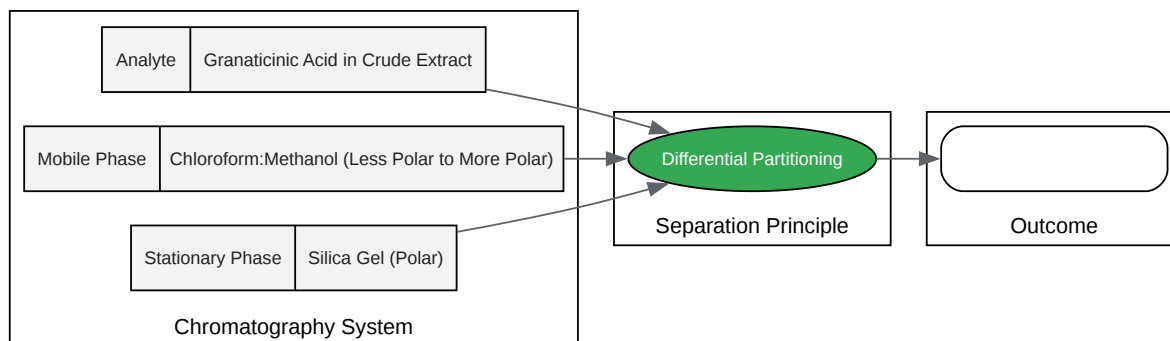 Analyte
Granaticinic Acid in Crude Extract
Mobile Phase
Chloroform:Methanol (Less Polar to More Polar)
Stationary Phase
Silica Gel (Polar)
Chromatography System
Differential Partitioning
Separation Principle
Outcome